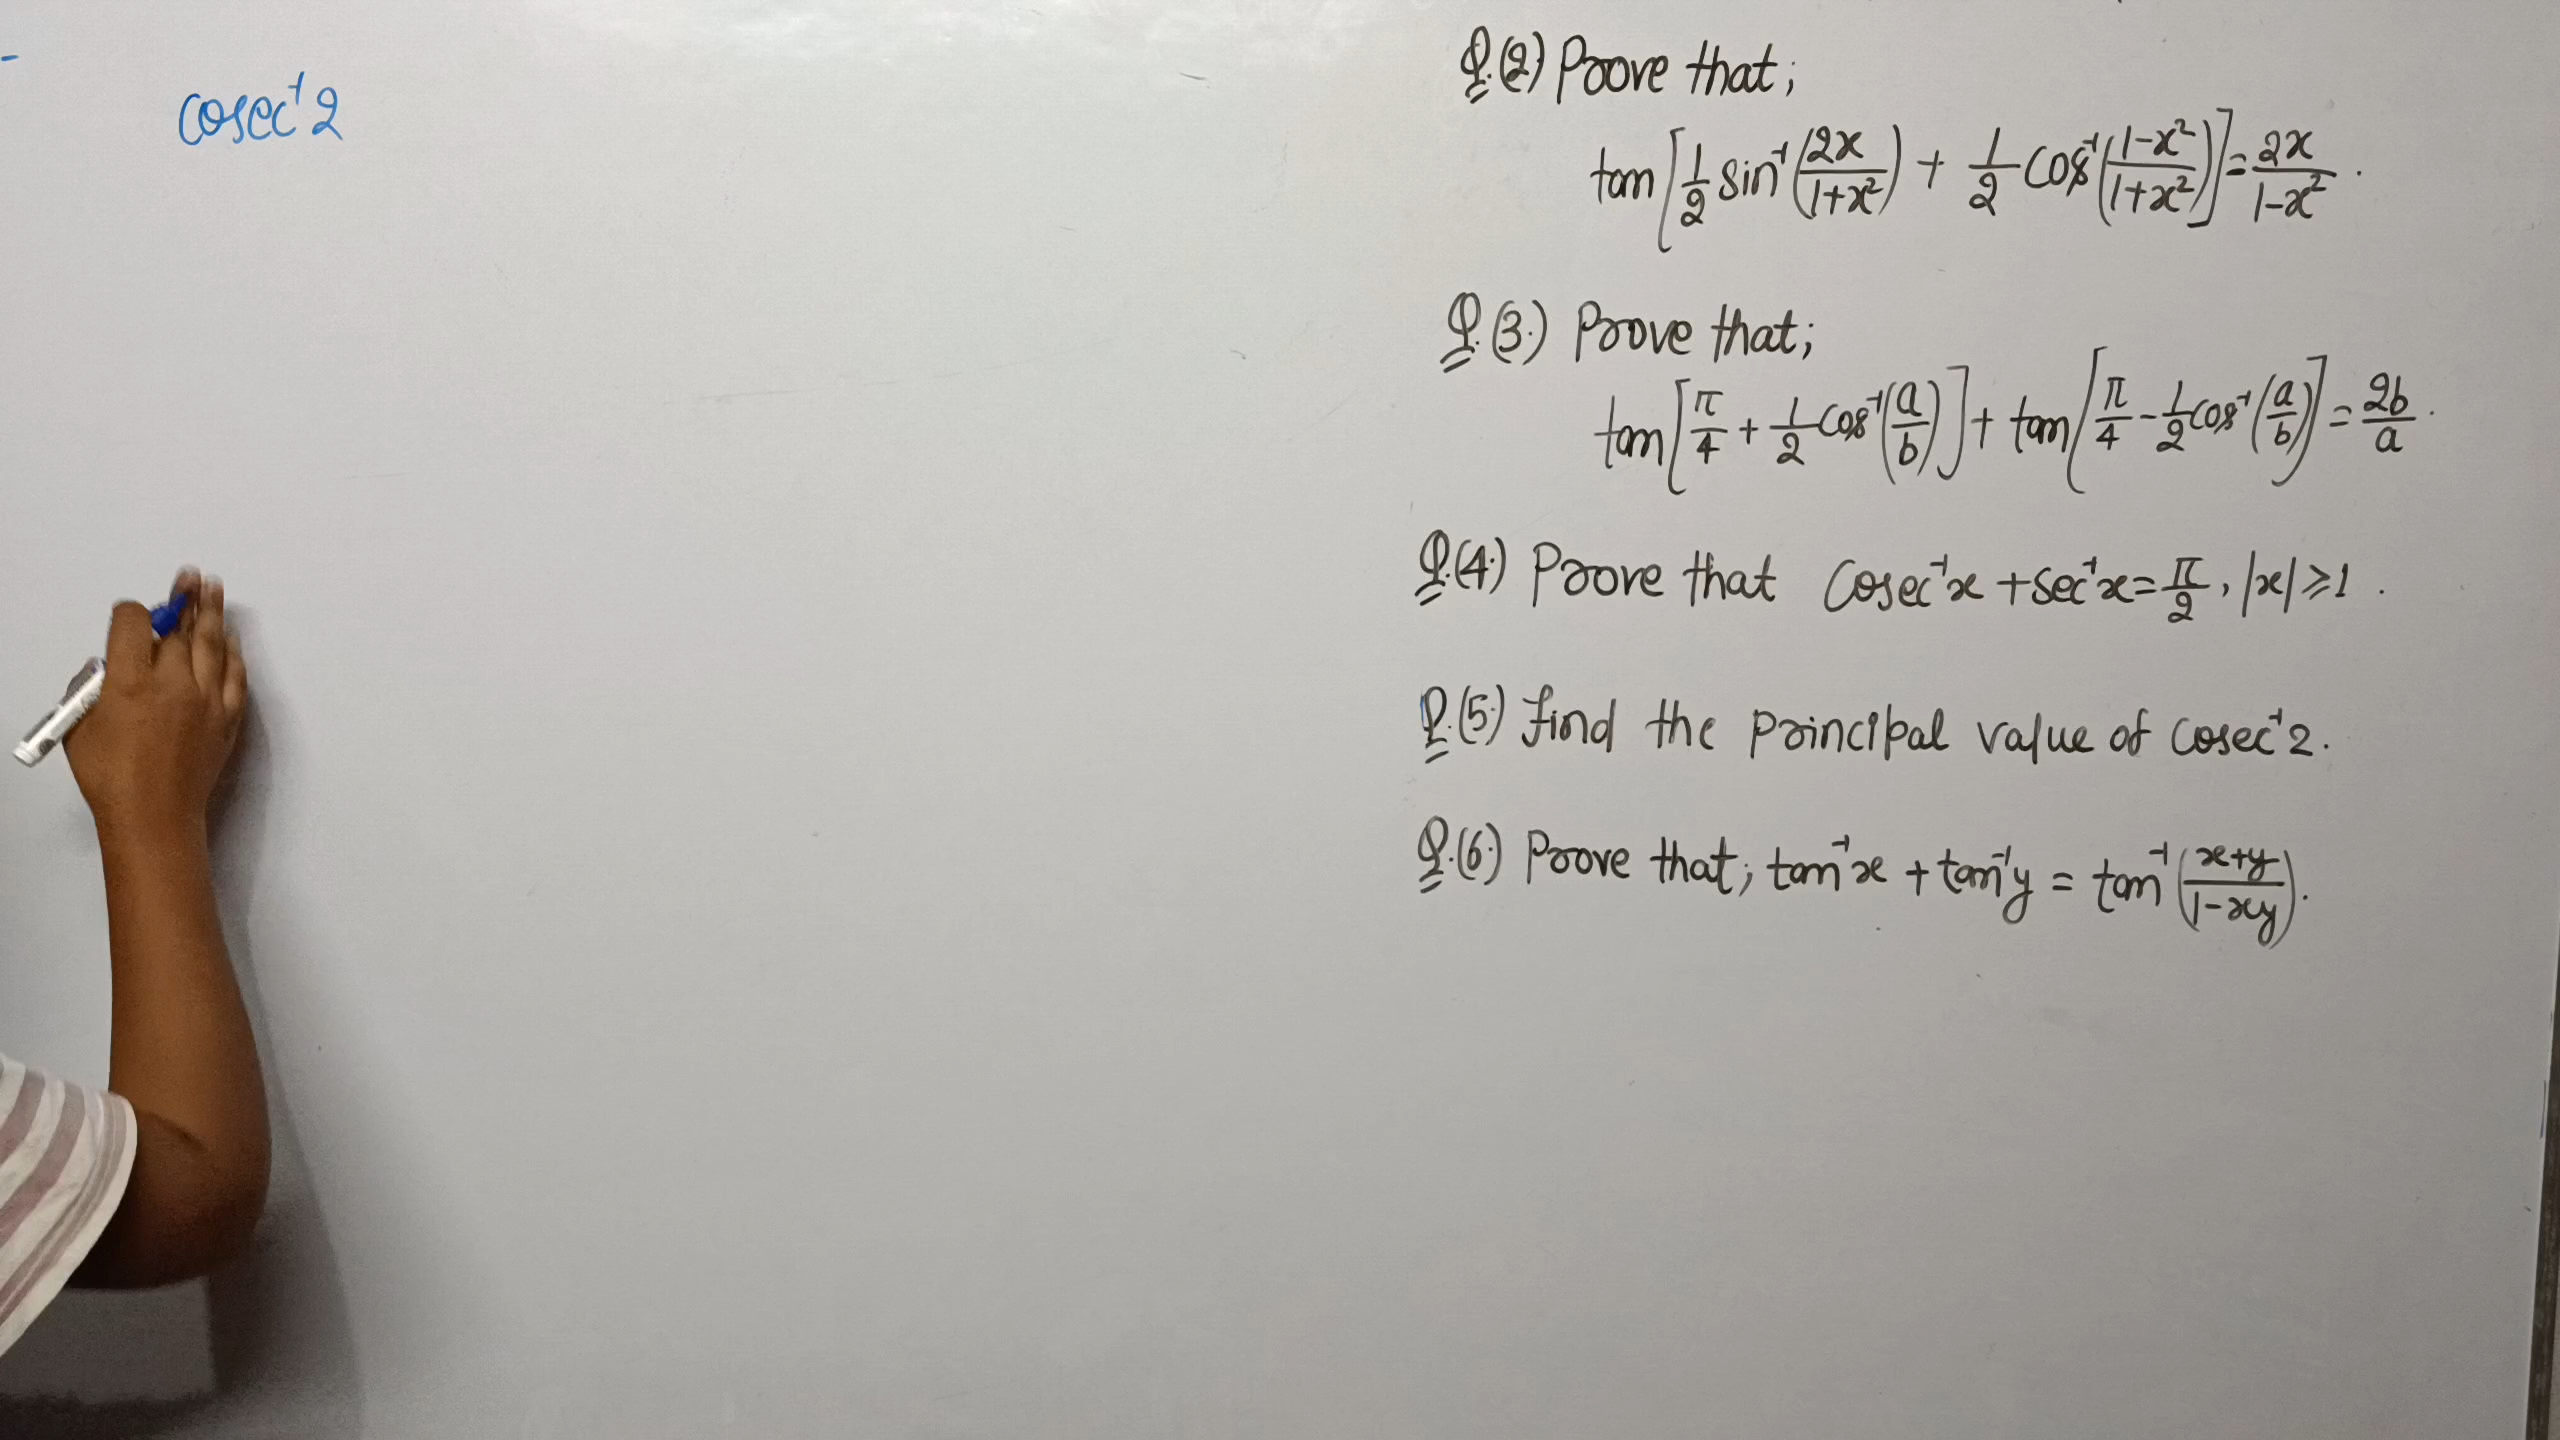 cosec⁻¹2
Q.(2) Prove that;
tan[1/2 sin⁻¹(2x/1+x²) + 1/2 cos⁻¹(1-x²/1+x²)] = 2x/1-x².
Q.(3.) Prove that;
tan[π/4 + 1/2 cos⁻¹(a/b)] + tan[π/4 - 1/2 cos⁻¹(a/b)] = 2b/a.
Q.(4.) Prove that cosec⁻¹x + sec⁻¹x = π/2, |x| ≥ 1.
Q.(5.) find the principal value of cosec⁻¹2.
Q.(6.) Prove that; tan⁻¹x + tan⁻¹y = tan⁻¹(x+y/1-xy).